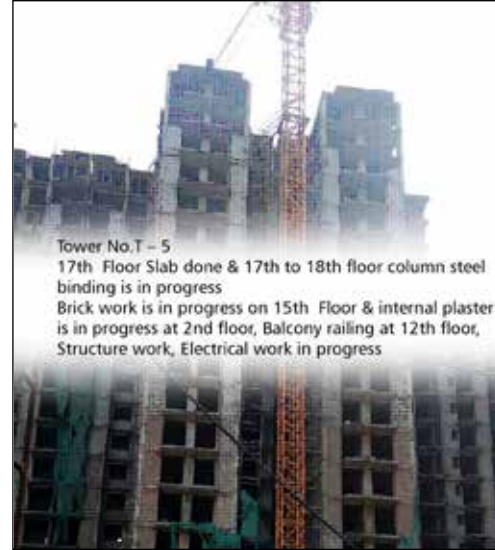 Tower No.T – 5
17th Floor Slab done & 17th to 18th floor column steel
binding is in progress
Brick work is in progress on 15th Floor & internal plaster
is in progress at 2nd floor, Balcony railing at 12th floor,
Structure work, Electrical work in progress